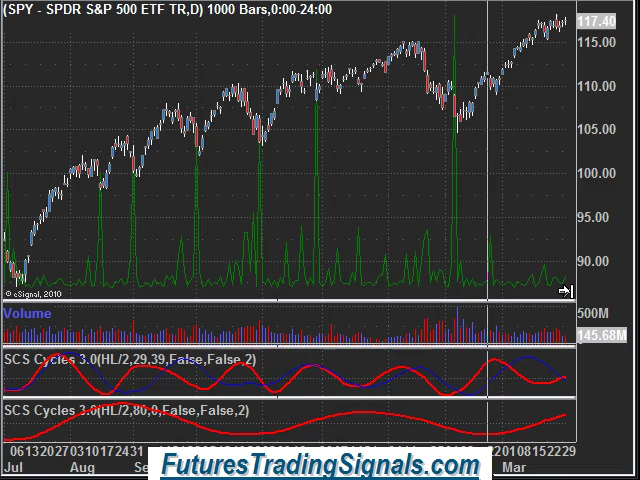 (SPY - SPDR S&P 500 ETF TR,D) 1000 Bars,0:00-24:00
117.40
115.00
110.00
105.00
100.00
95.00
90.00
© eSignal, 2010
Volume
500M
145.68M
SCS Cycles 3.0(HL/2,29,39,False,False,2)
SCS Cycles 3.0(HL/2,80,0,False,False,2)
061320270310172431
0108152229
Jul Aug Se Mar
FuturesTradingSignals.com